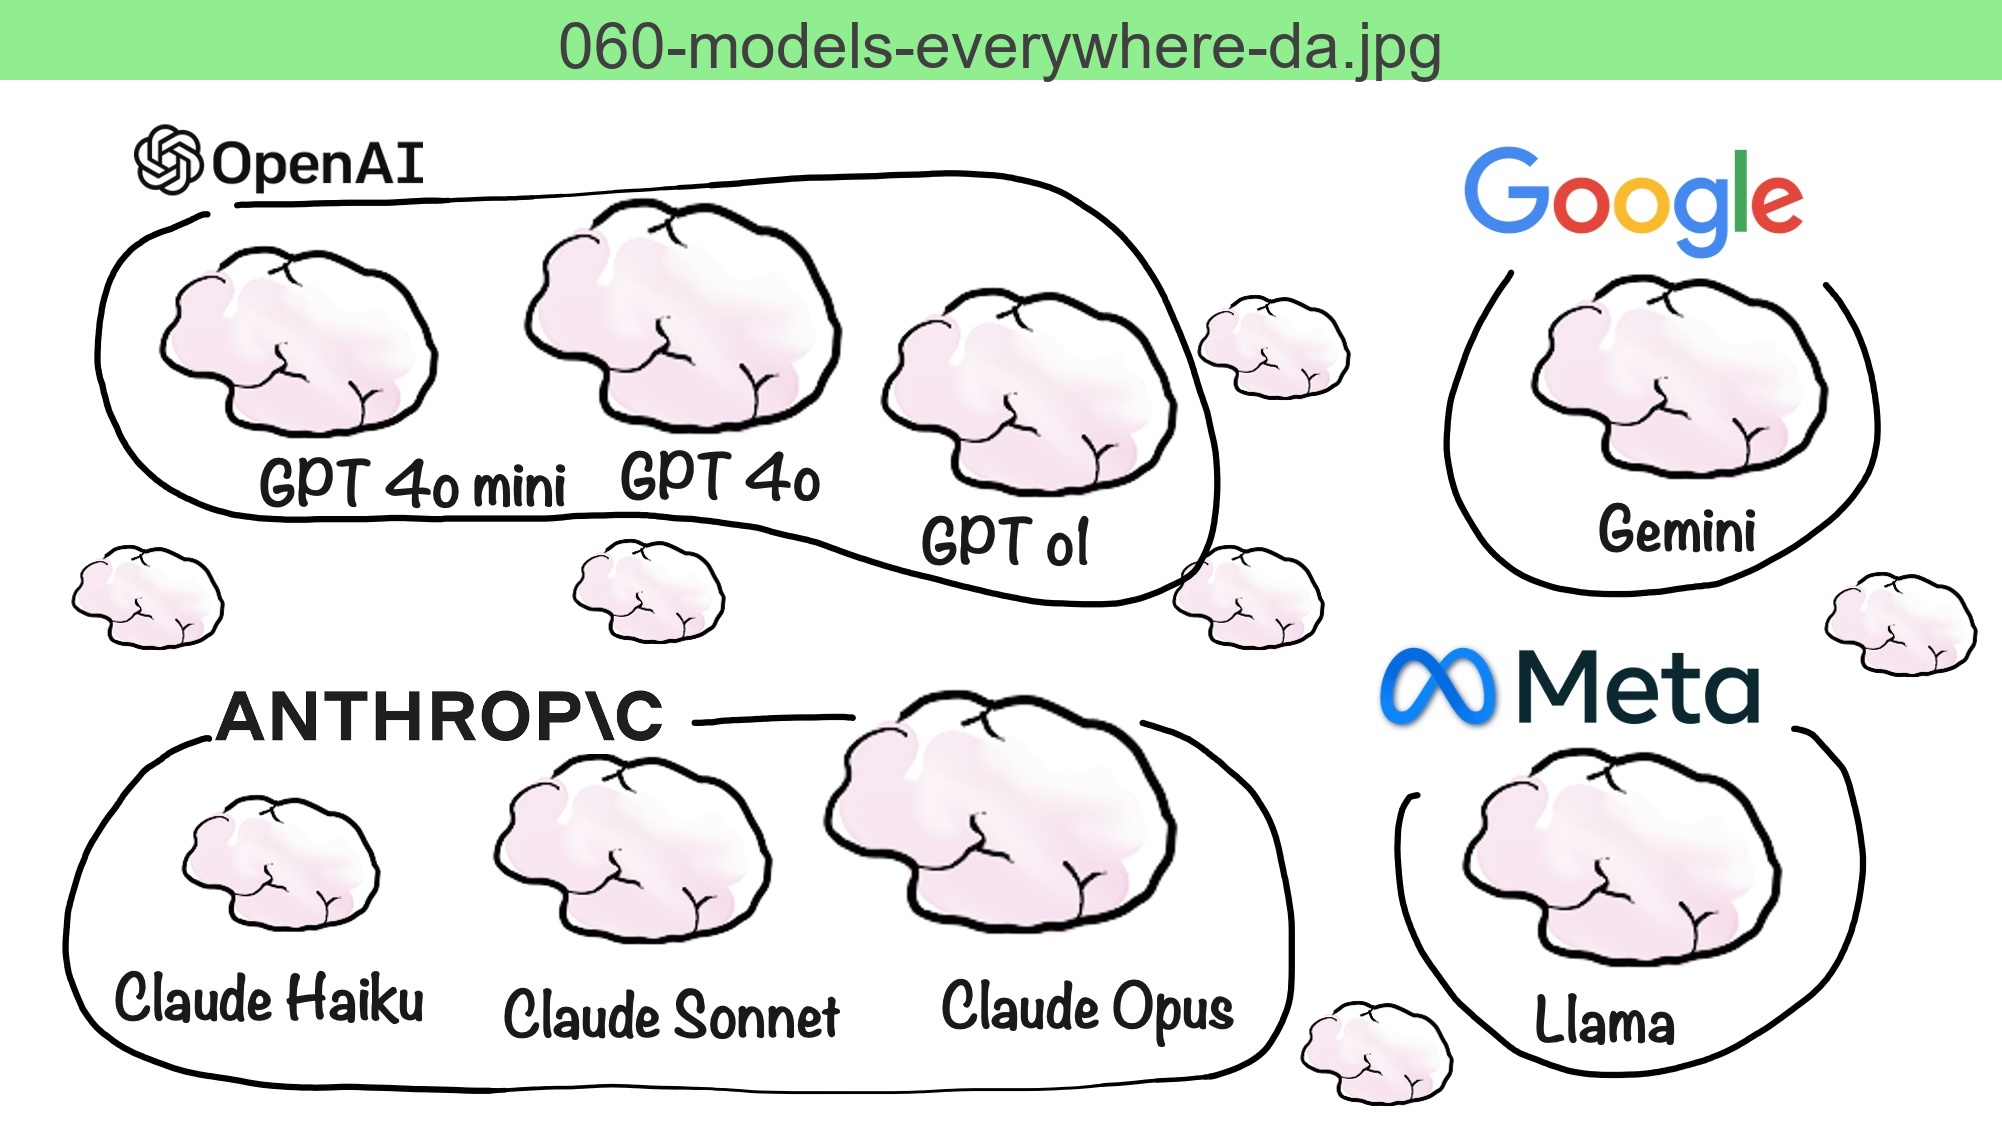 060-models-everywhere-da.jpg
OpenAI
GPT 4o mini
GPT 4o
GPT o1
Google
Gemini
ANTHROP\C
Claude Haiku
Claude Sonnet
Claude Opus
Meta
Llama